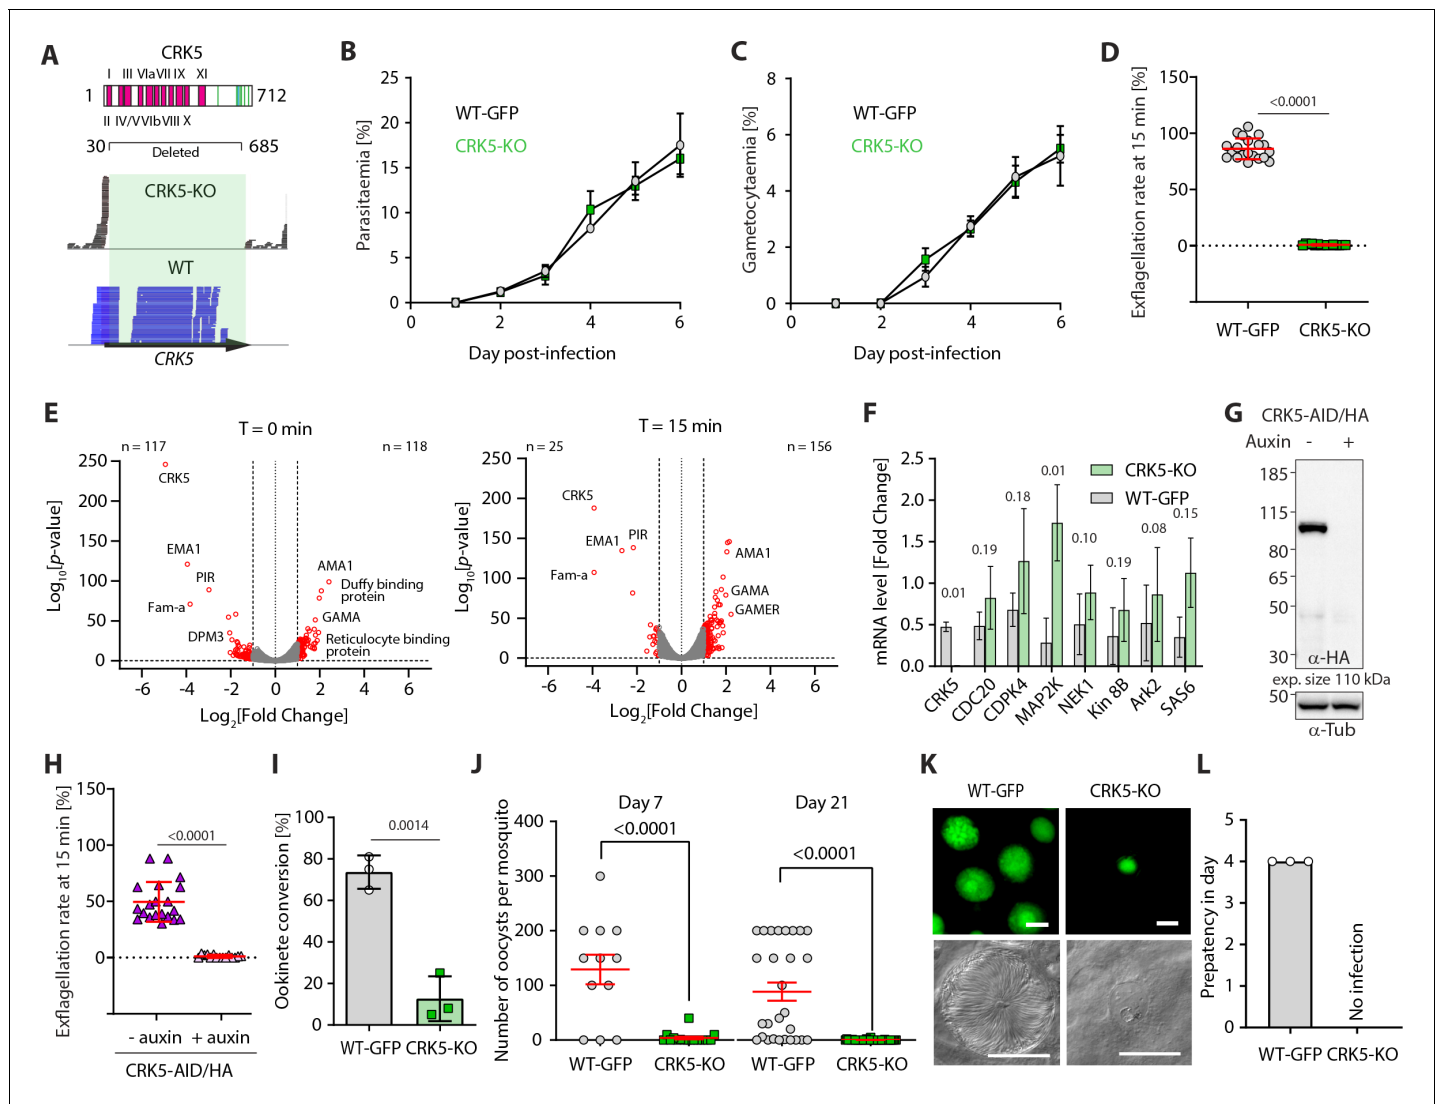 A
CRK5
I III VIa VII IX XI
1 712
II IV/V VIb VIII X
30 Deleted 685
CRK5-KO
WT
CRK5
B
Parasitaemia [%]
25
20
15
10
5
0
WT-GFP
CRK5-KO
0 2 4 6
Day post-infection
C
Gametocytaemia [%]
8
6
4
2
0
WT-GFP
CRK5-KO
0 2 4 6
Day post-infection
D
Exflagellation rate at 15 min [%]
150
100
50
0
<0.0001
WT-GFP CRK5-KO
E
T = 0 min
n = 117 n = 118
Log10[p-value]
250
200
150
100
50
0
CRK5
EMA1
PIR
Fam-a
DPM3
AMA1
Duffy binding
protein
GAMA
Reticulocyte binding
protein
-6 -4 -2 0 2 4 6
Log2[Fold Change]
T = 15 min
n = 25 n = 156
Log10[p-value]
250
200
150
100
50
0
CRK5
EMA1 PIR
Fam-a
AMA1
GAMA
GAMER
-6 -4 -2 0 2 4 6
Log2[Fold Change]
F
mRNA level [Fold Change]
2.5
2.0
1.5
1.0
0.5
0.0
CRK5-KO
WT-GFP
0.01 0.19 0.18 0.01 0.10 0.19 0.08 0.15
CRK5 CDC20 CDPK4 MAP2K NEK1 Kin 8B Ark2 SAS6
G
CRK5-AID/HA
Auxin - +
185
115
80
65
50
30
α-HA
exp. size 110 kDa
50
α-Tub
H
Exflagellation rate at 15 min [%]
150
100
50
0
<0.0001
- auxin + auxin
CRK5-AID/HA
I
Ookinete conversion [%]
100
80
60
40
20
0
0.0014
WT-GFP CRK5-KO
J
Number of oocysts per mosquito
400
300
200
100
0
Day 7 Day 21
<0.0001
<0.0001
WT-GFP CRK5-KO WT-GFP CRK5-KO
K
WT-GFP CRK5-KO
L
Prepatency in day
5
4
3
2
1
0
No infection
WT-GFP CRK5-KO